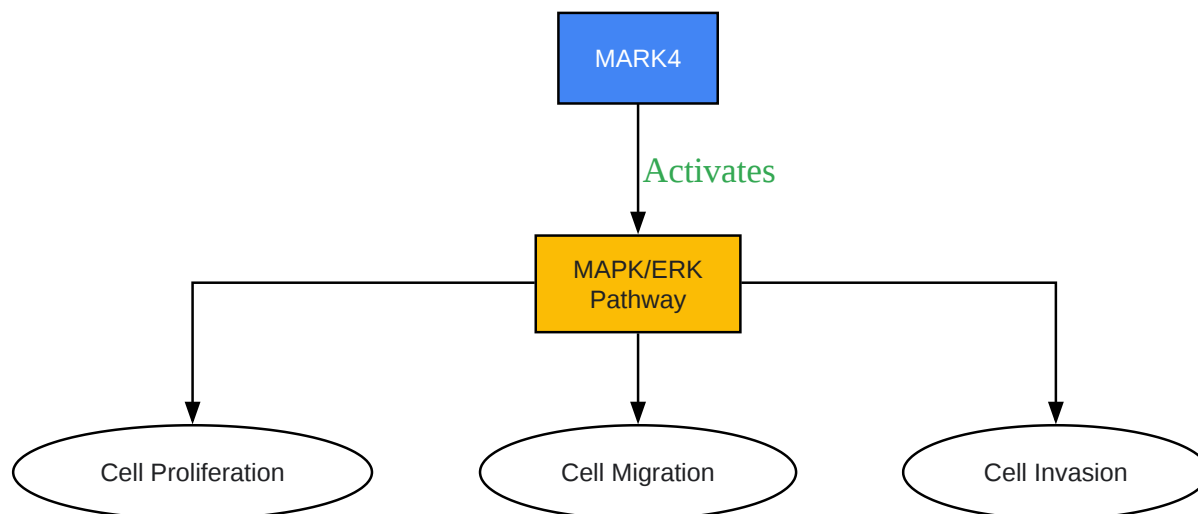 MARK4
Activates
MAPK/ERK
Pathway
Cell Proliferation
Cell Migration
Cell Invasion